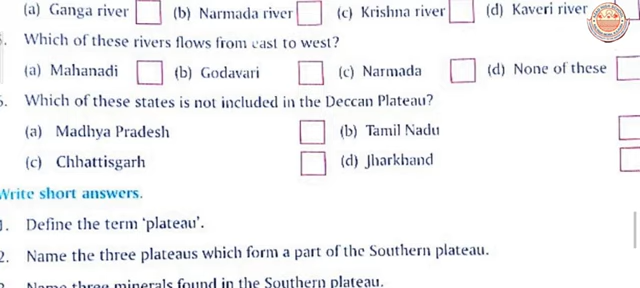 (a) Ganga river (b) Narmada river (c) Krishna river (d) Kaveri river
Which of these rivers flows from east to west?
(a) Mahanadi (b) Godavari (c) Narmada (d) None of these
Which of these states is not included in the Deccan Plateau?
(a) Madhya Pradesh (b) Tamil Nadu
(c) Chhattisgarh (d) Jharkhand
Write short answers.
1. Define the term ‘plateau’.
2. Name the three plateaus which form a part of the Southern plateau.
Name three minerals found in the Southern plateau.